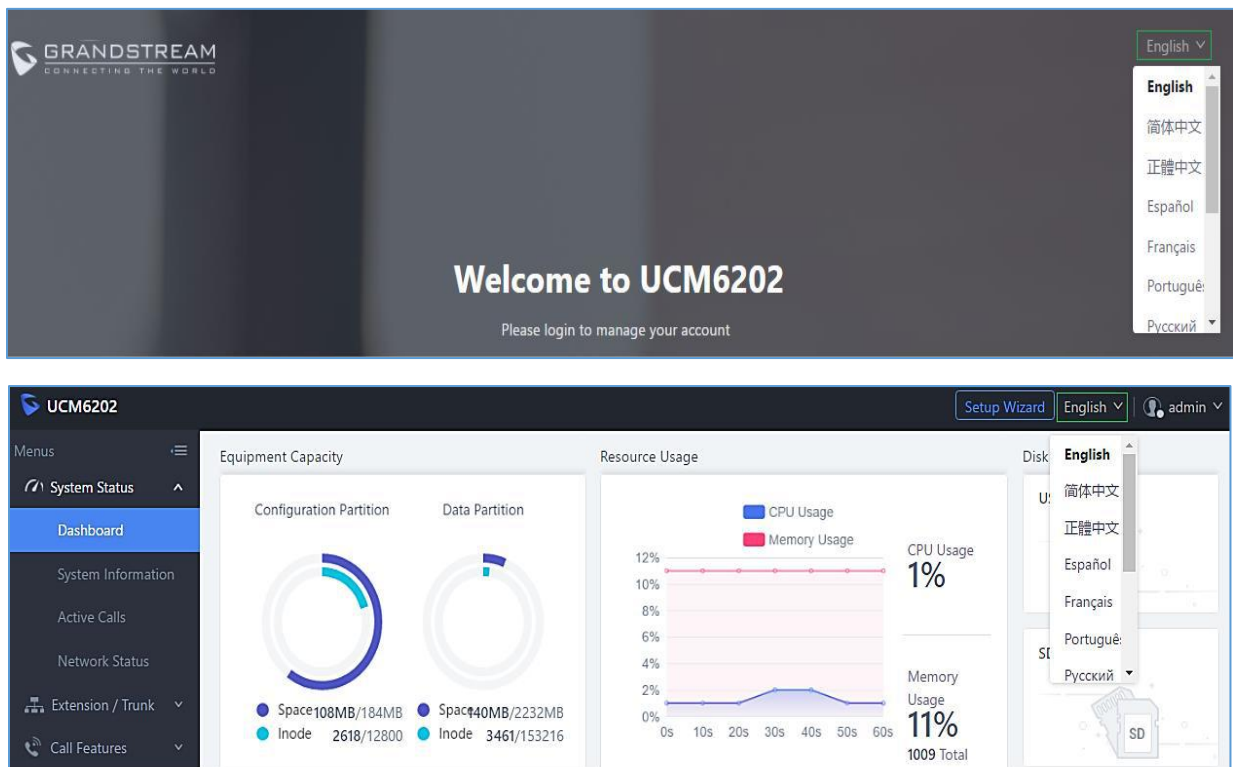 GRANDSTREAM
CONNECTING THE WORLD
English
English
简体中文
正體中文
Español
Français
Portuguê
Русский
Welcome to UCM6202
Please login to manage your account
UCM6202
Setup Wizard
English
admin
Menus
System Status
Dashboard
System Information
Active Calls
Network Status
Extension / Trunk
Call Features
Equipment Capacity
Configuration Partition
Data Partition
Space 108MB/184MB
Inode 2618/12800
Space 140MB/2232MB
Inode 3461/153216
Resource Usage
CPU Usage
Memory Usage
12%
10%
8%
6%
4%
2%
0%
0s 10s 20s 30s 40s 50s 60s
CPU Usage
1%
Memory
Usage
11%
1009 Total
Disk
English
简体中文
正體中文
Español
Français
Portuguê
Русский
SD